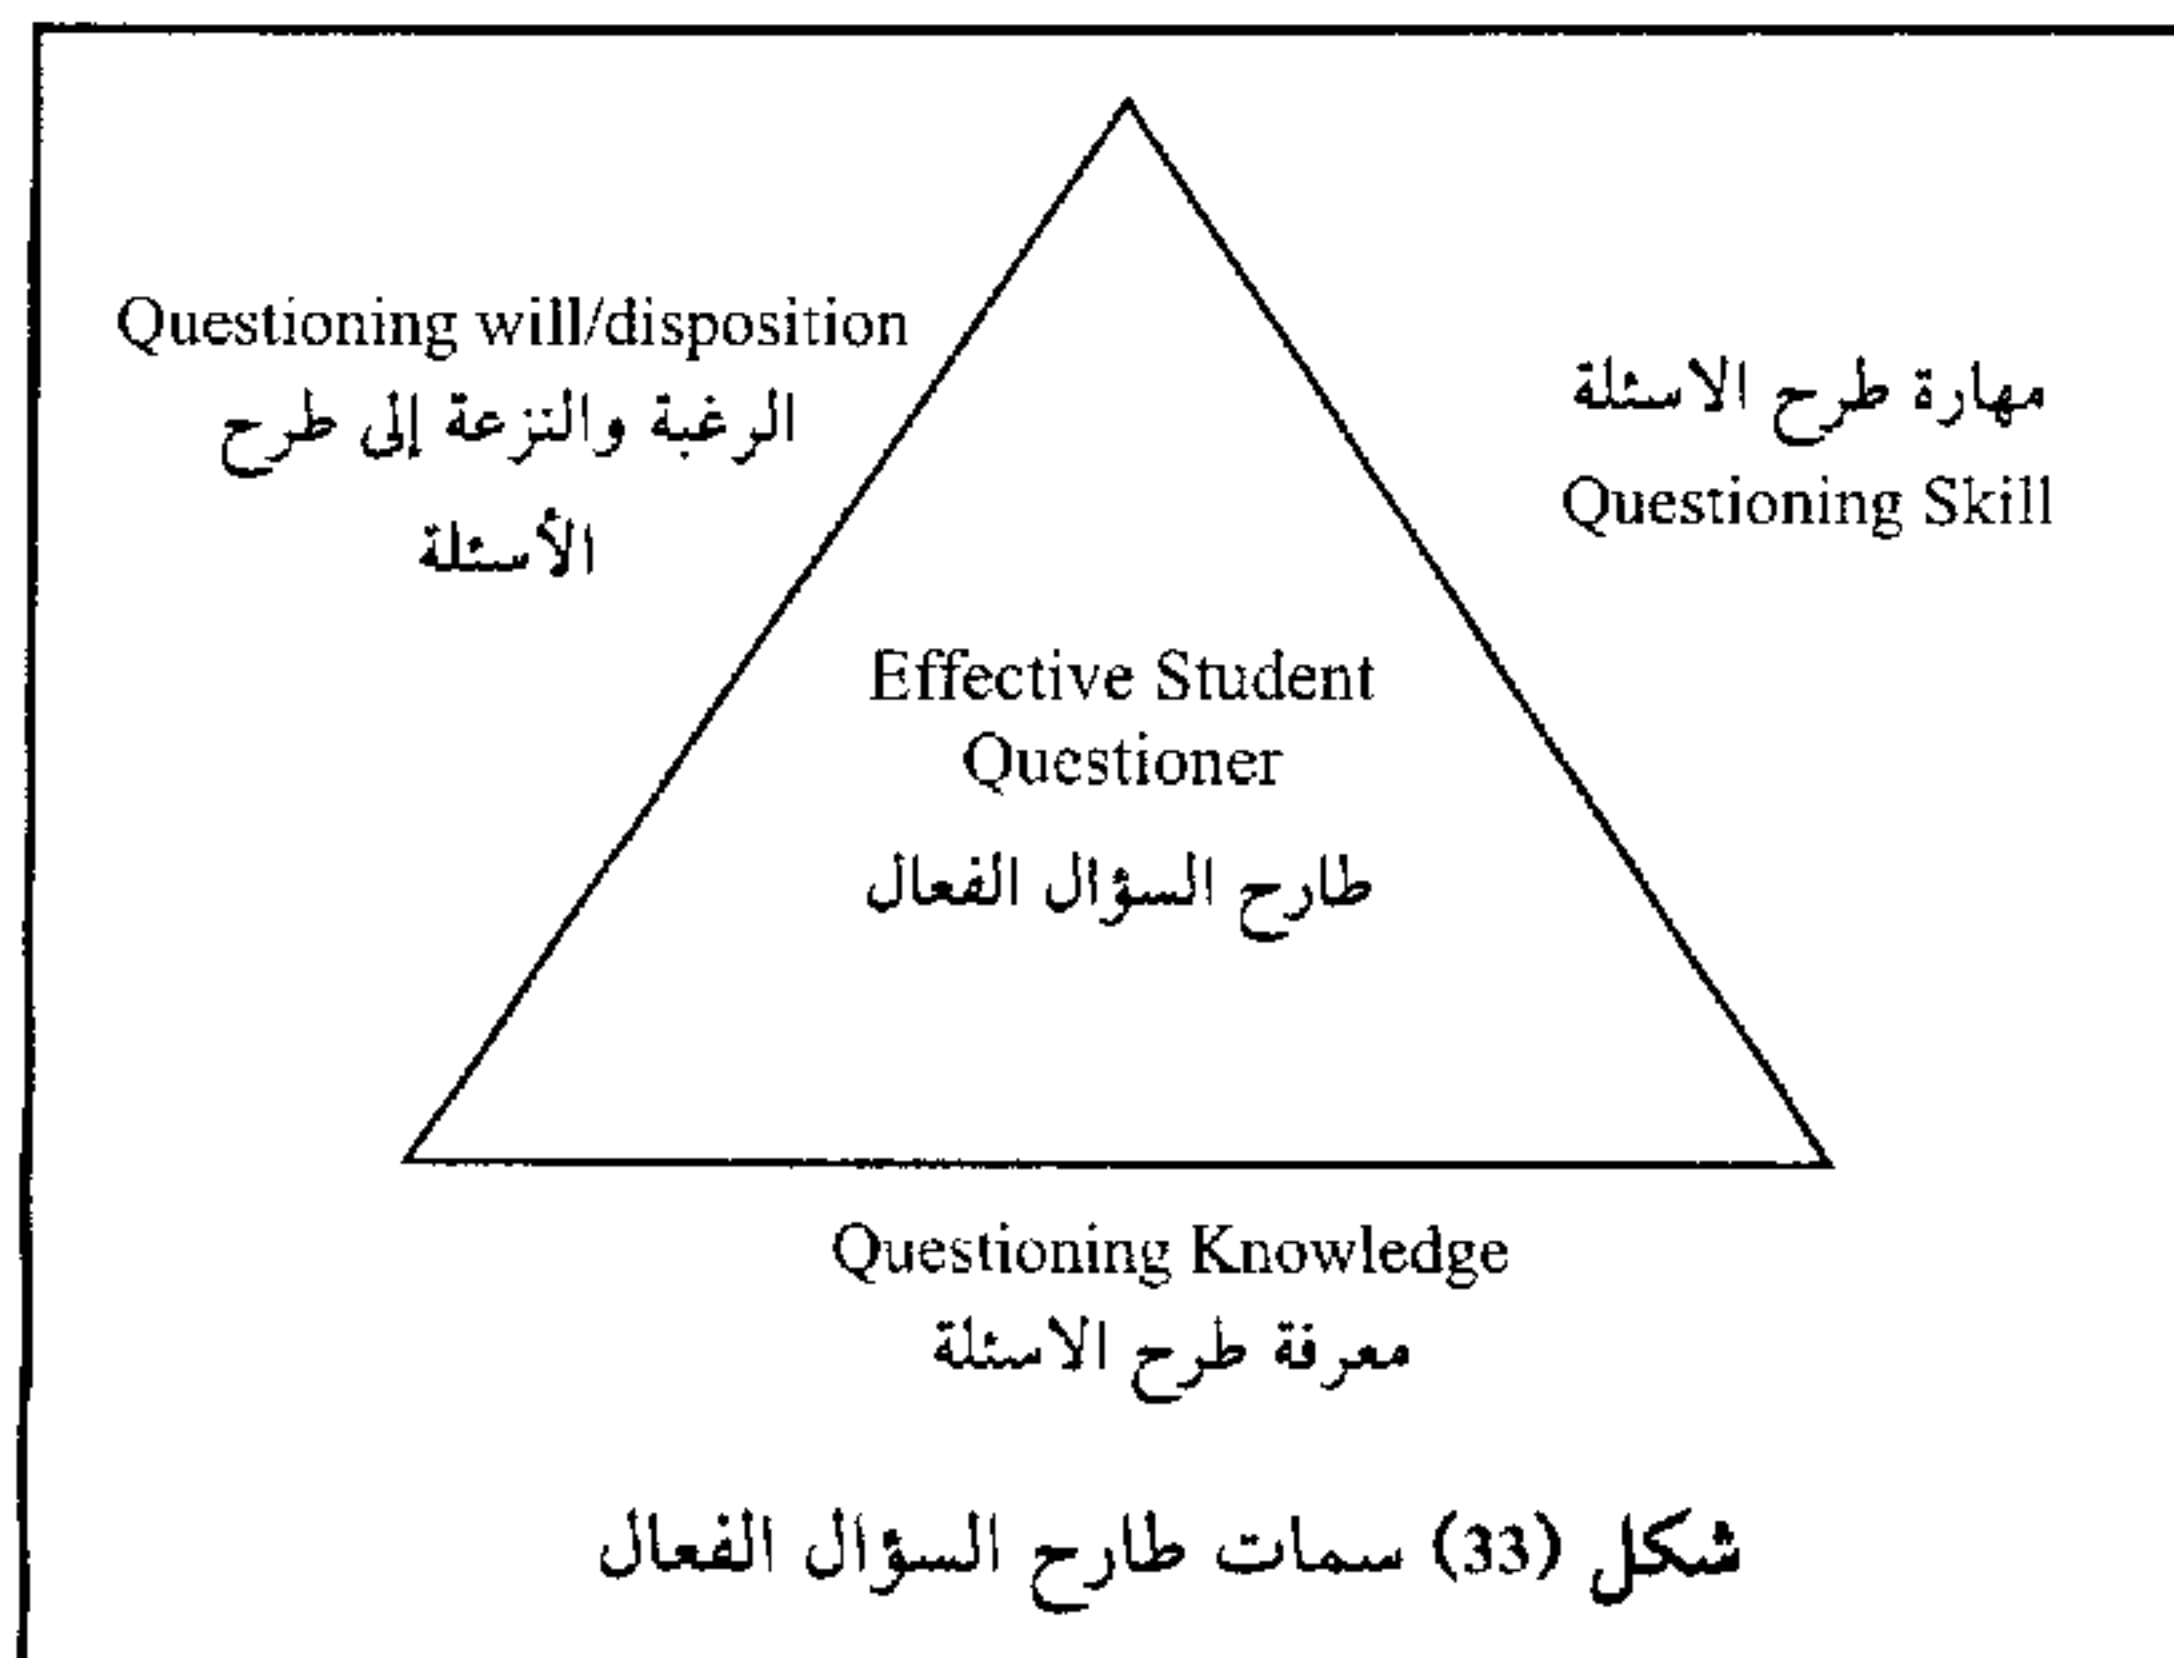 Questioning will/disposition
الرغبة والنزعة إلى طرح
الأسئلة
مهارة طرح الاسئلة
Questioning Skill
Effective Student
Questioner
طارح السؤال الفعال
Questioning Knowledge
معرفة طرح الاسئلة
شكل (33) سمات طارح السؤال الفعال